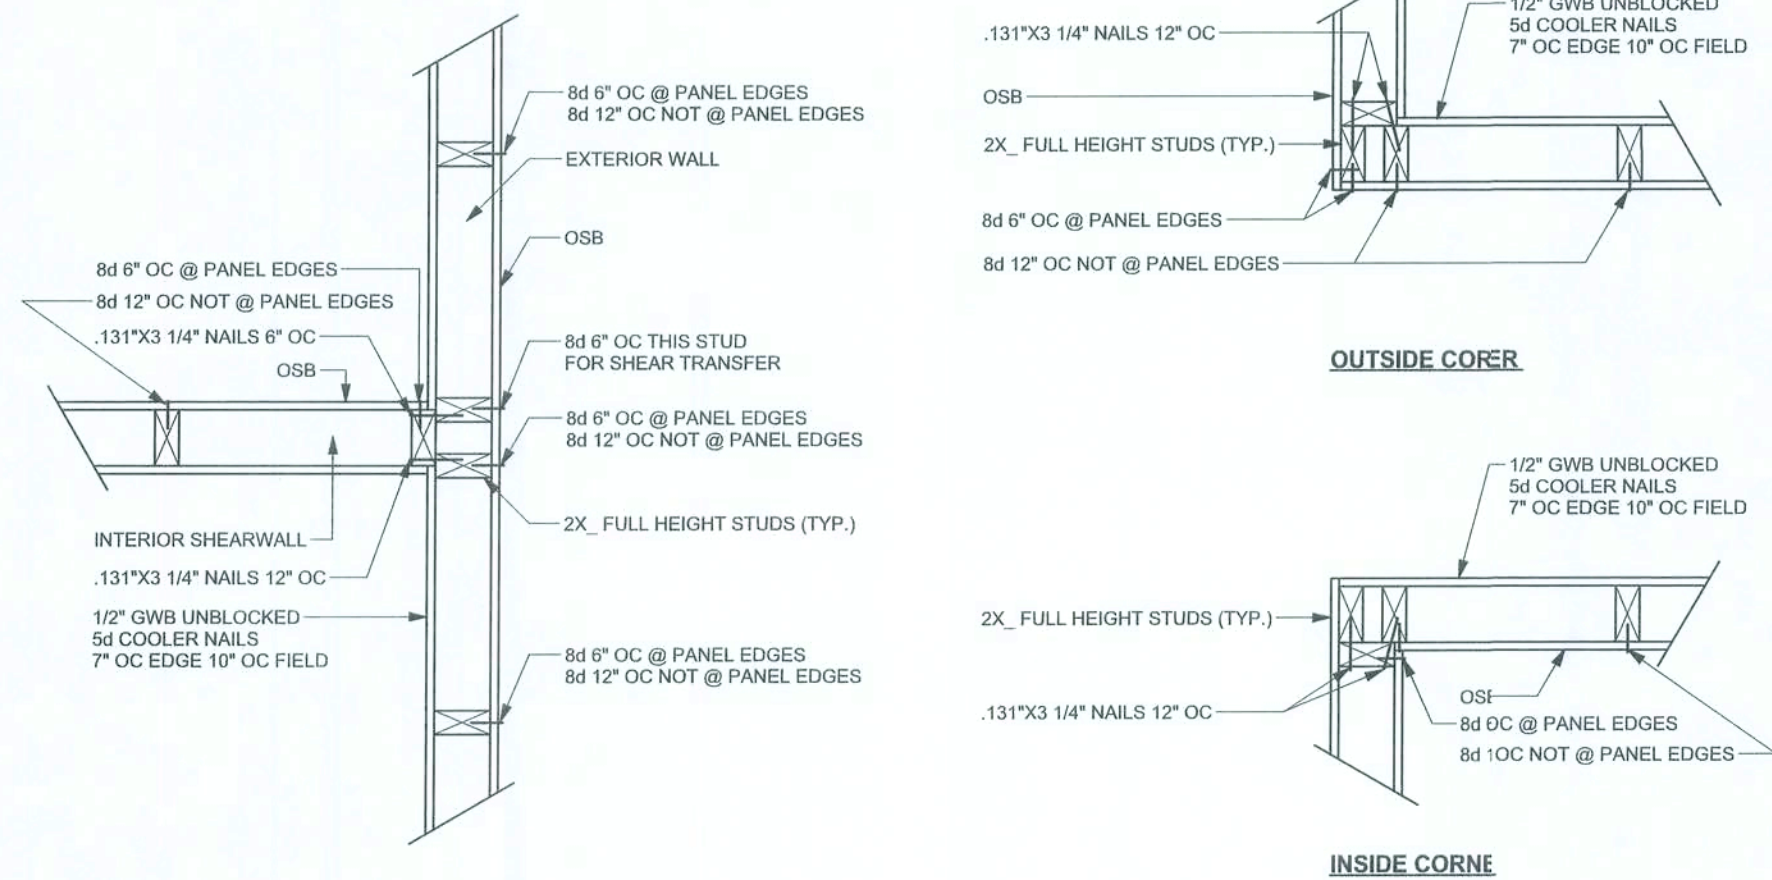 8d 6" OC @ PANEL EDGES
8d 12" OC NOT @ PANEL EDGES
EXTERIOR WALL
OSB
8d 6" OC @ PANEL EDGES
8d 12" OC NOT @ PANEL EDGES
.131"X3 1/4" NAILS 6" OC
OSB
8d 6" OC THIS STUD
FOR SHEAR TRANSFER
8d 6" OC @ PANEL EDGES
8d 12" OC NOT @ PANEL EDGES
2X_ FULL HEIGHT STUDS (TYP.)
INTERIOR SHEARWALL
.131"X3 1/4" NAILS 12" OC
1/2" GWB UNBLOCKED
5d COOLER NAILS
7" OC EDGE 10" OC FIELD
8d 6" OC @ PANEL EDGES
8d 12" OC NOT @ PANEL EDGES
1/2" GWB UNBLOCKED
5d COOLER NAILS
7" OC EDGE 10" OC FIELD
.131"X3 1/4" NAILS 12" OC
OSB
2X_ FULL HEIGHT STUDS (TYP.)
8d 6" OC @ PANEL EDGES
8d 12" OC NOT @ PANEL EDGES
OUTSIDE CORER
1/2" GWB UNBLOCKED
5d COOLER NAILS
7" OC EDGE 10" OC FIELD
2X_ FULL HEIGHT STUDS (TYP.)
.131"X3 1/4" NAILS 12" OC
OSE
8d OC @ PANEL EDGES
8d 1OC NOT @ PANEL EDGES
INSIDE CORNE